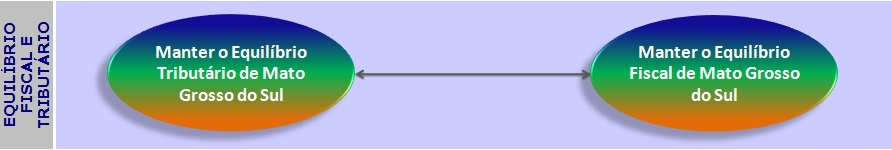 EQUILÍBRIO
FISCAL E
TRIBUTÁRIO
Manter o Equilíbrio
Tributário de Mato
Grosso do Sul
Manter o Equilíbrio
Fiscal de Mato Grosso
do Sul